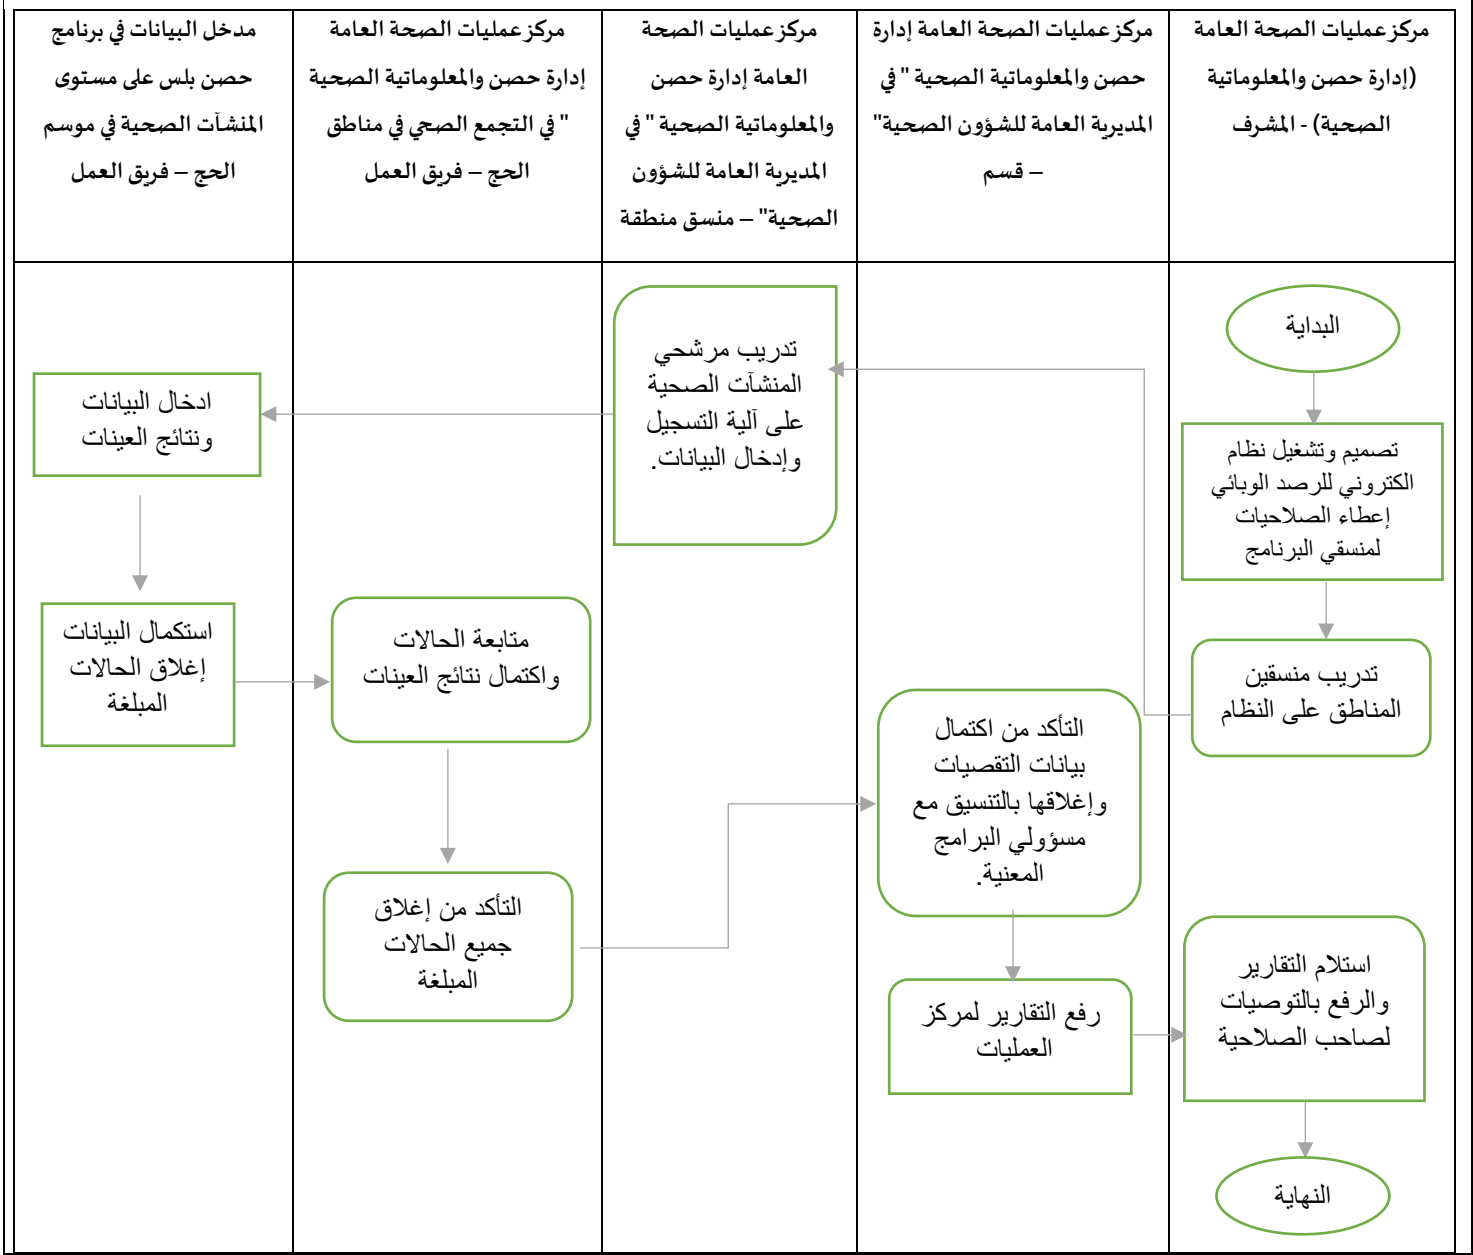 مركز عمليات الصحة العامة
(إدارة حصن والمعلوماتية
الصحية) - المشرف
مركز عمليات الصحة العامة إدارة
حصن والمعلوماتية الصحية " في
المديرية العامة للشؤون الصحية"
– قسم
مركز عمليات الصحة
العامة إدارة حصن
والمعلوماتية الصحية " في
المديرية العامة للشؤون
الصحية" – منسق منطقة
مركز عمليات الصحة العامة
إدارة حصن والمعلوماتية الصحية
" في التجمع الصحي في مناطق
الحج – فريق العمل
مدخل البيانات في برنامج
حصن بلس على مستوى
المنشآت الصحية في موسم
الحج – فريق العمل
البداية
تصميم وتشغيل نظام
الكتروني للرصد الوبائي
إعطاء الصلاحيات
لمنسقي البرنامج
تدريب منسقين
المناطق على النظام
تدريب مرشحي
المنشآت الصحية
على آلية التسجيل
وإدخال البيانات.
ادخال البيانات
ونتائج العينات
استكمال البيانات
إغلاق الحالات
المبلغة
متابعة الحالات
واكتمال نتائج العينات
التأكد من إغلاق
جميع الحالات
المبلغة
التأكد من اكتمال
بيانات التقصيات
وإغلاقها بالتنسيق مع
مسؤولي البرامج
المعنية.
رفع التقارير لمركز
العمليات
استلام التقارير
والرفع بالتوصيات
لصاحب الصلاحية
النهاية